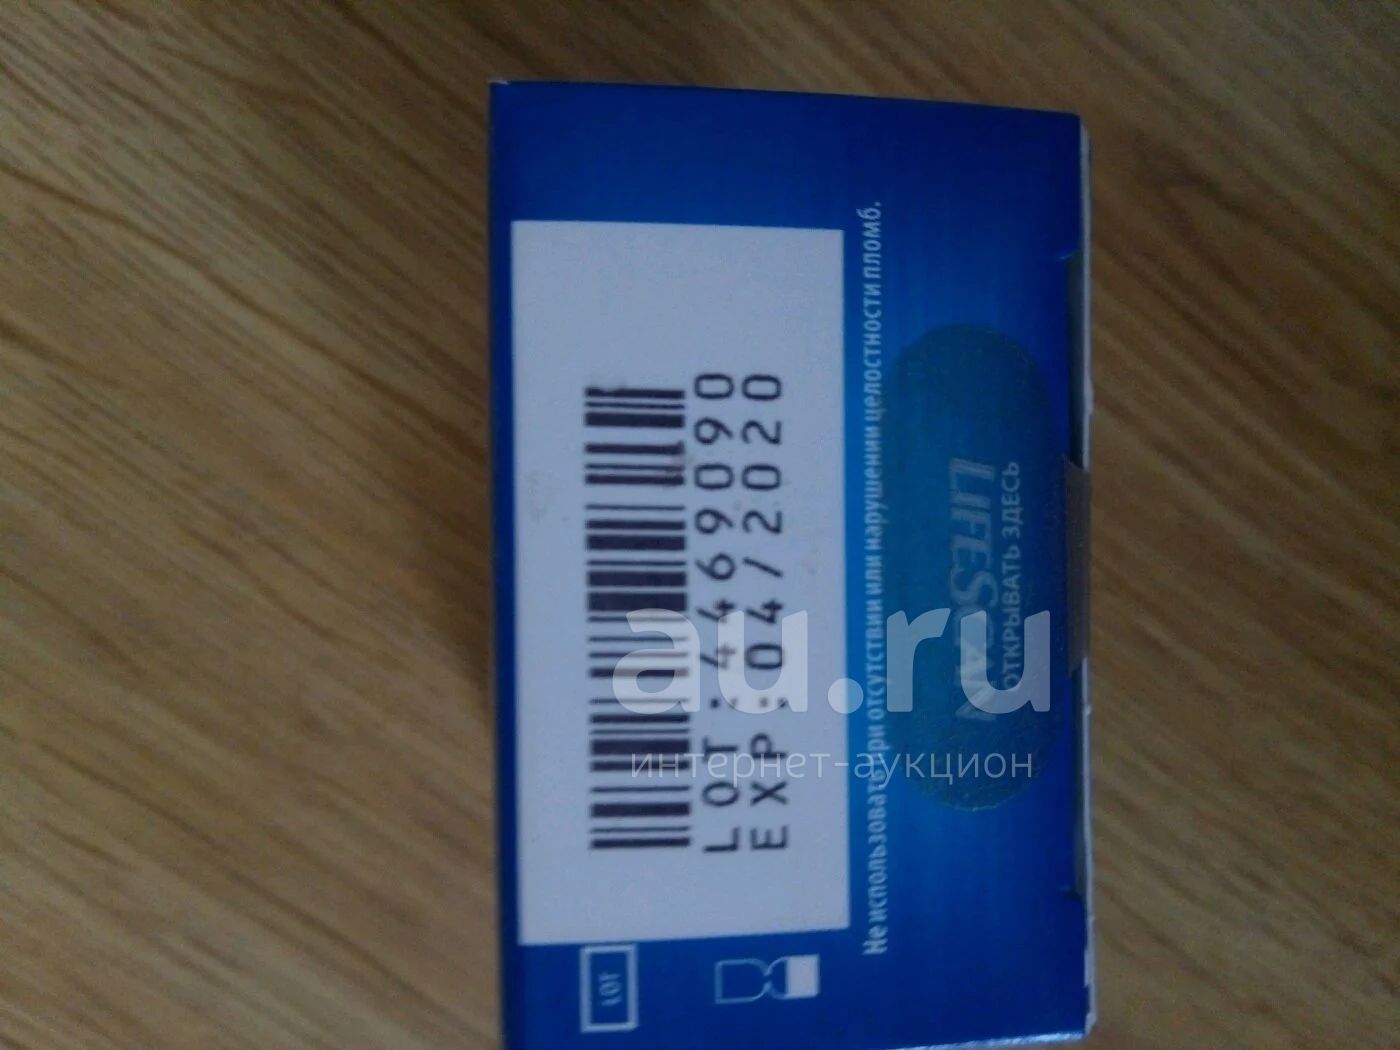 LOT
LOT :4469090
EXP :04/2020
Не использовать при отсутствии или нарушении целостности пломб.
LIFESCAN
ОТКРЫВАТЬ ЗДЕСЬ
au.ru
интернет-аукцион